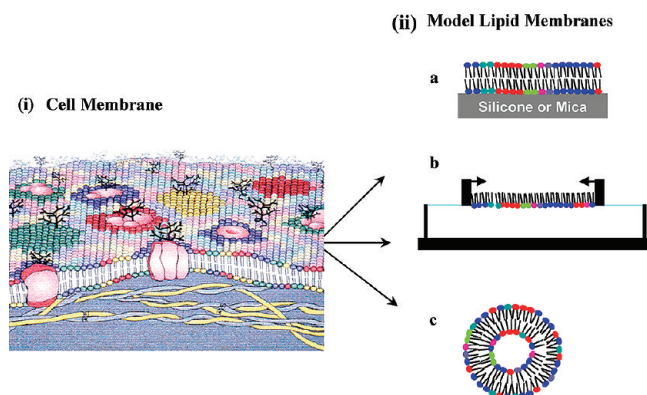 (ii) Model Lipid Membranes
a
Silicone or Mica
(i) Cell Membrane
b
c